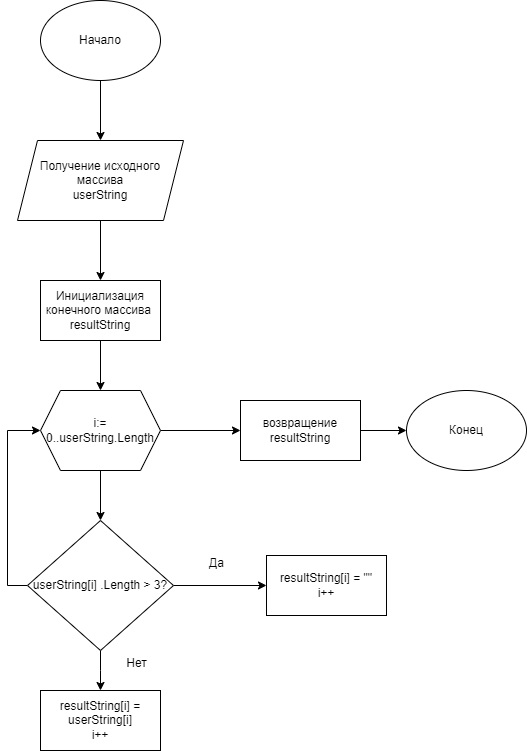 Начало
Получение исходного
массива
userString
Инициализация
конечного массива
resultString
i:=
0..userString.Length
возвращение
resultString
Конец
userString[i] .Length > 3?
Да
resultString[i] = ""
i++
Нет
resultString[i] =
userString[i]
i++